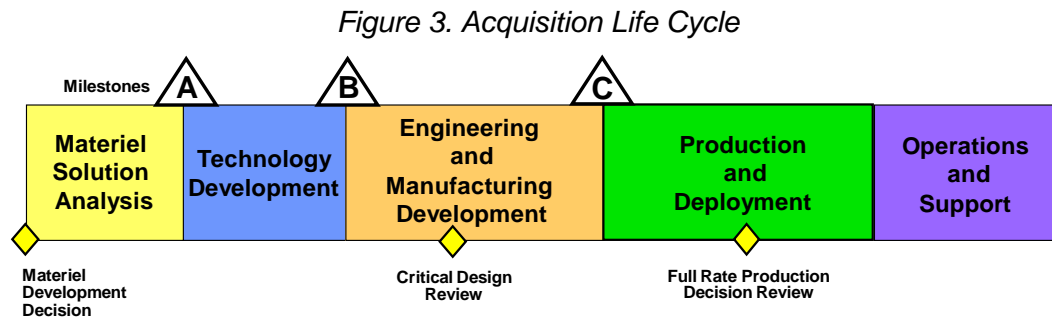 Figure 3. Acquisition Life Cycle
Milestones
A
B
C
Materiel
Solution
Analysis
Technology
Development
Engineering
and
Manufacturing
Development
Production
and
Deployment
Operations
and
Support
Materiel
Development
Decision
Critical Design
Review
Full Rate Production
Decision Review